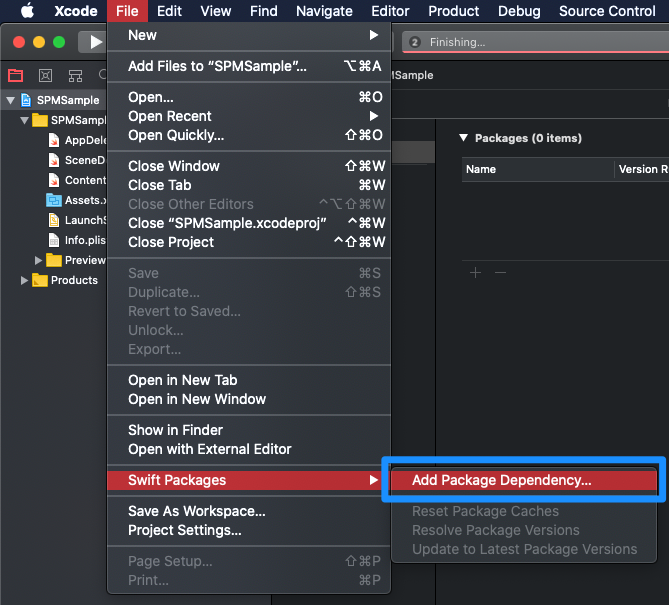 Xcode File Edit View Find Navigate Editor Product Debug Source Control
New
2 Finishing...
Add Files to “SPMSample”... ⌥⌘A
Open... ⌘O
Open Recent
Open Quickly... ⇧⌘O
Close Window ⇧⌘W
Close Tab ⌘W
Close Other Editors ^⌥⇧⌘W
Close “SPMSample.xcodeproj” ^⌘W
Close Project ^⇧⌘W
Save ⌘S
Duplicate... ⇧⌘S
Revert to Saved...
Unlock...
Export...
Open in New Tab
Open in New Window
Show in Finder
Open with External Editor
Swift Packages
Save As Workspace...
Project Settings...
Page Setup... ⇧⌘P
Print... ⌘P
Add Package Dependency...
Reset Package Caches
Resolve Package Versions
Update to Latest Package Versions
SPMSample
SPMSampl
AppDele
SceneD
Content
Assets.x
LaunchS
Info.plis
Preview
Products
MSample
Packages (0 items)
Name Version R